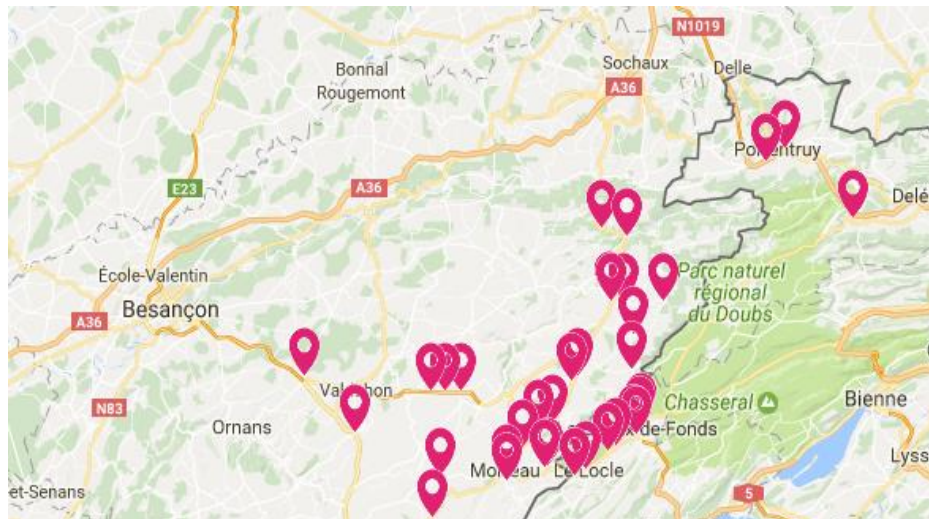 N1019
Sochaux
Delle
Bonnal
Rougemont
A36
A36
E23
Delé
École-Valentin
Besançon
A36
Parc naturel
régional
du Doubs
N83
Chasseral
Bienne
Ornans
x-de-Fonds
Lyss
Le Locle
et-Senans
5